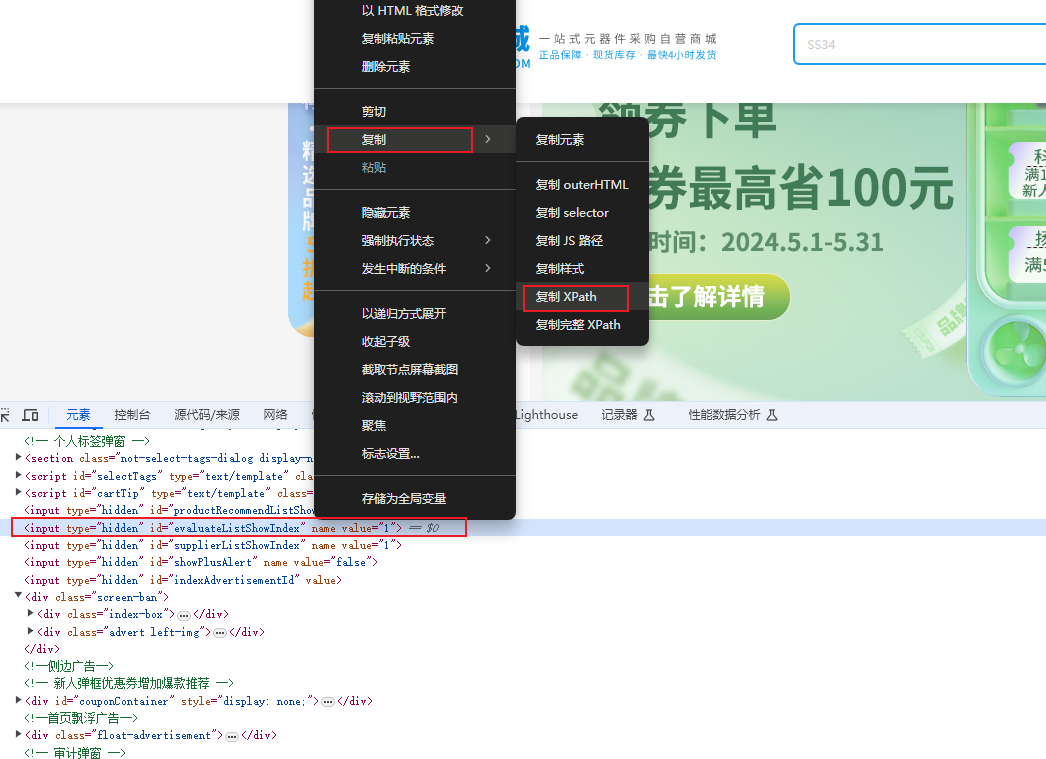 以 HTML 格式修改
复制粘贴元素
删除元素
剪切
复制
粘贴
隐藏元素
强制执行状态
发生中断的条件
以递归方式展开
收起子级
截取节点屏幕截图
滚动到视野范围内
聚焦
标志设置...
存储为全局变量
复制元素
复制 outerHTML
复制 selector
复制 JS 路径
复制样式
复制 XPath
复制完整 XPath
城
OM
一站式元器件采购自营商城
正品保障 · 现货库存 · 最快4小时发货
SS34
精选品牌
领券下单
券最高省100元
时间：2024.5.1-5.31
击了解详情
满1
新人
满5
品牌
COUPON
元素
控制台
源代码/来源
网络
Lighthouse
记录器
性能数据分析
<!-- 个人标签弹窗 -->
<section class="not-select-tags-dialog display-n
<script id="selectTags" type="text/template" cla
<script id="cartTip" type="text/template" class=
<input type="hidden" id="productRecommendListShow
<input type="hidden" id="evaluateListShowIndex" name value="1"> == $0
<input type="hidden" id="supplierListShowIndex" name value="1">
<input type="hidden" id="showPlusAlert" name value="false">
<input type="hidden" id="indexAdvertisementId" value>
<div class="screen-ban">
<div class="index-box">…</div>
<div class="advert left-img">…</div>
</div>
<!--侧边广告-->
<!-- 新人弹框优惠券增加爆款推荐 -->
<div id="couponContainer" style="display: none;">…</div>
<!--首页飘浮广告-->
<div class="float-advertisement">…</div>
<!-- 审计弹窗 -->